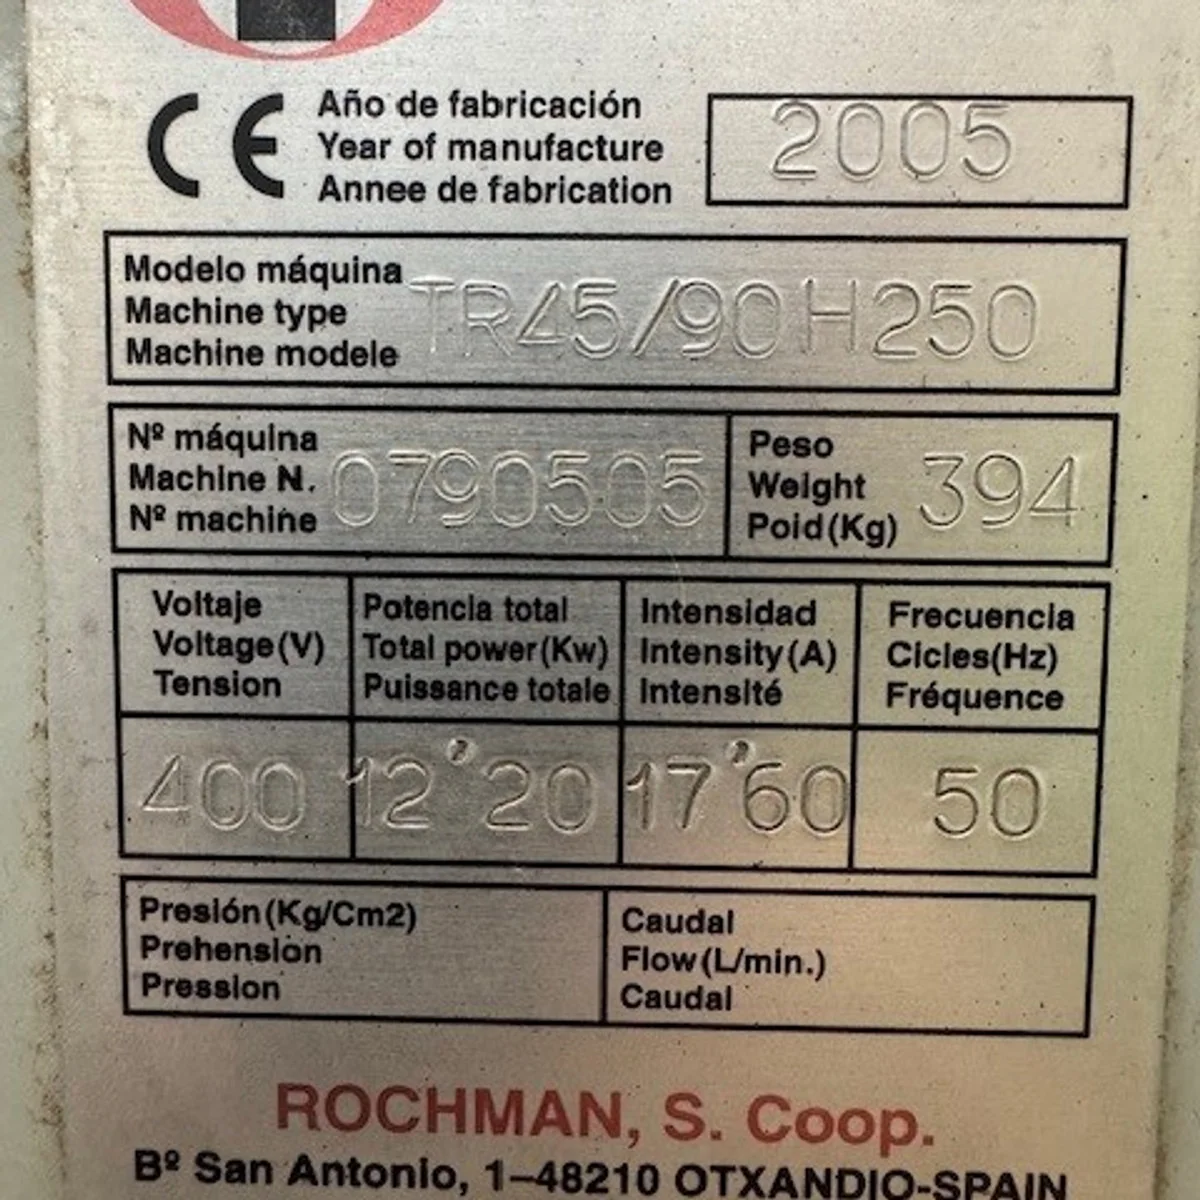 CE
Año de fabricación
Year of manufacture
Annee de fabrication
2005
Modelo máquina
Machine type
Machine modele
TR45/90H250
Nº máquina
Machine N.
Nº machine
0790505
Peso
Weight
Poid(Kg)
394
Voltaje
Voltage(V)
Tension
Potencia total
Total power(Kw)
Puissance totale
Intensidad
Intensity(A)
Intensité
Frecuencia
Cicles(Hz)
Fréquence
400
12'20
17'60
50
Presión(Kg/Cm2)
Prehensiòn
Pression
Caudal
Flow(L/min.)
Caudal
ROCHMAN, S. Coop.
Bº San Antonio, 1–48210 OTXANDIO-SPAIN